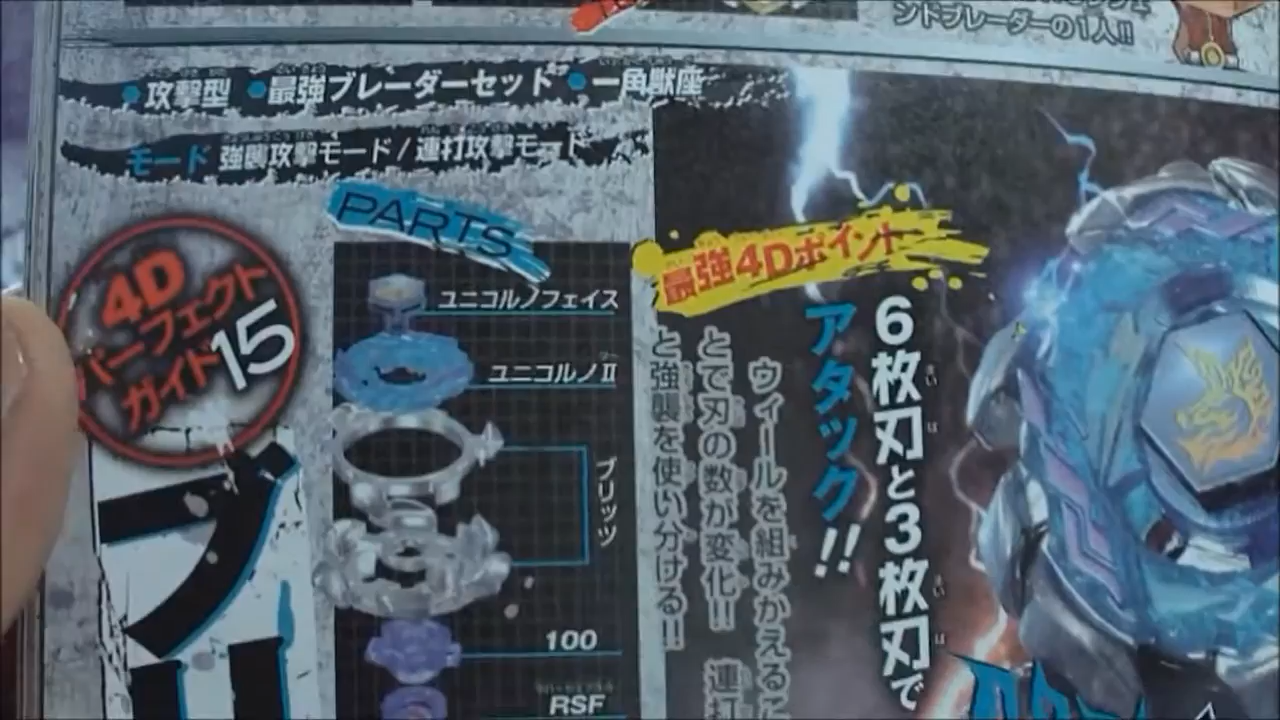 ンドブレーダーの1人!!
攻撃型 最強ブレーダーセット 一角獣座
モード 強襲攻撃モード / 連打攻撃モード
PARTS
4D
パーフェクト
ガイド15
ユニコルノフェイス
ユニコルノⅡ
ブリッツ
100
RSF
最強4Dポイント
6枚刃と3枚刃で
アタック!!
ウィールを組みかえるこ
とで刃の数が変化!! 連打
と強襲を使い分ける!!
ブリ